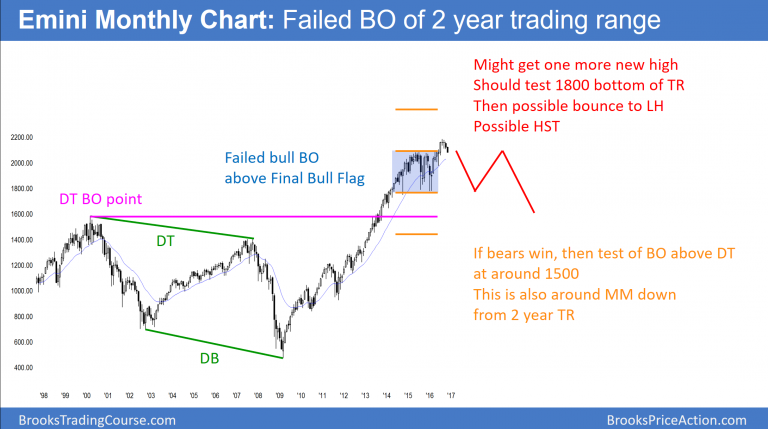 Emini Monthly Chart: Failed BO of 2 year trading range
Might get one more new high
Should test 1800 bottom of TR
Then possible bounce to LH
Possible HST
2200.00
2000.00
1800.00
1600.00
1400.00
1200.00
1000.00
800.00
600.00
400.00
Failed bull BO
above Final Bull Flag
DT BO point
DT
DB
If bears win, then test of BO above DT
at around 1500
This is also around MM down
from 2 year TR
'98 '99 '00 '01 '02 '03 '04 '05 '06 '07 '08 '09 '10 '11 '12 '13 '14 '15 '16 '17
BrooksTradingCourse.com
BrooksPriceAction.com